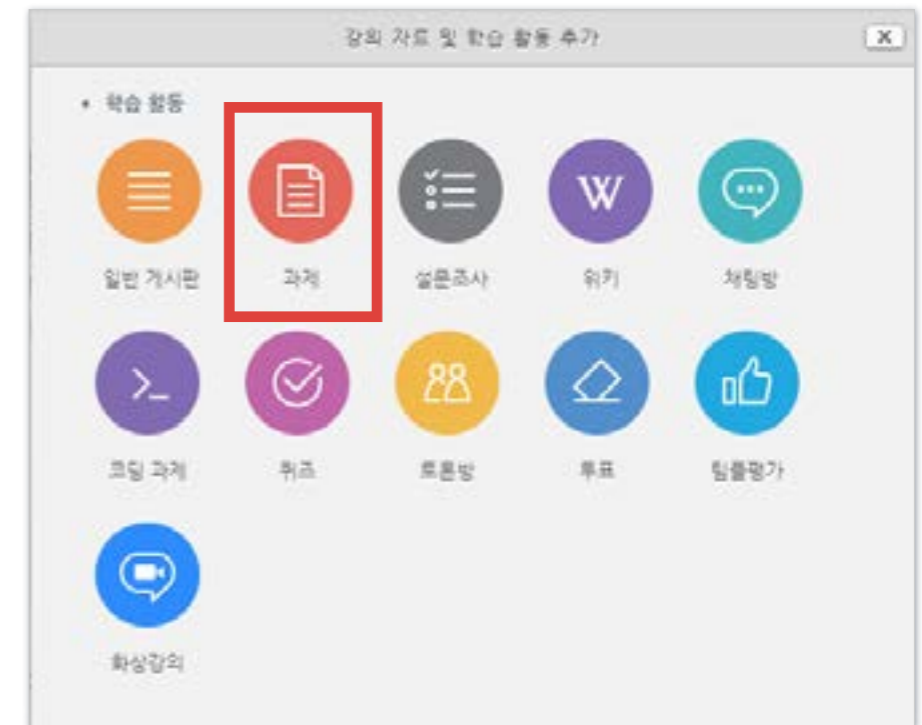 강의 자료 및 학습 활동 추가
X
• 학습 활동
일반 게시판 과제 설문조사 위키 채팅방
코딩 과제 퀴즈 토론방 투표 팀플평가
화상강의